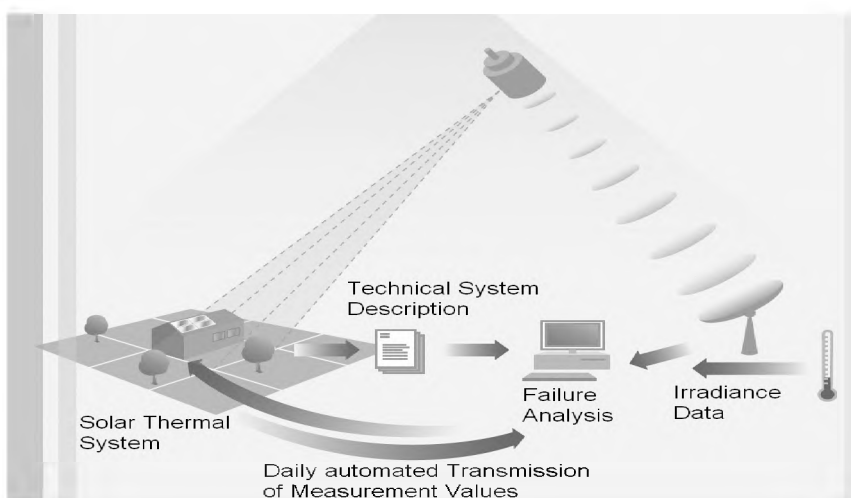 Technical System
Description
Failure
Analysis
Irradiance
Data
Solar Thermal
System
Daily automated Transmission
of Measurement Values